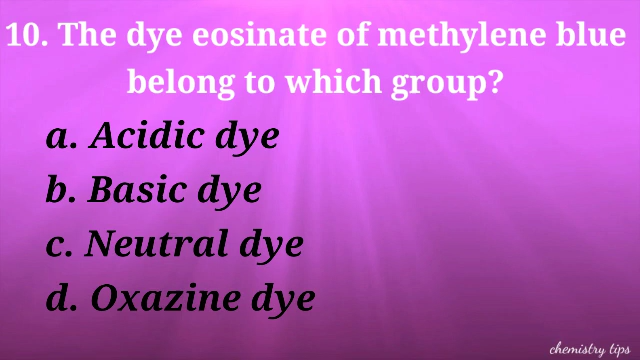 10. The dye eosinate of methylene blue
belong to which group?
a. Acidic dye
b. Basic dye
c. Neutral dye
d. Oxazine dye
chemistry tips